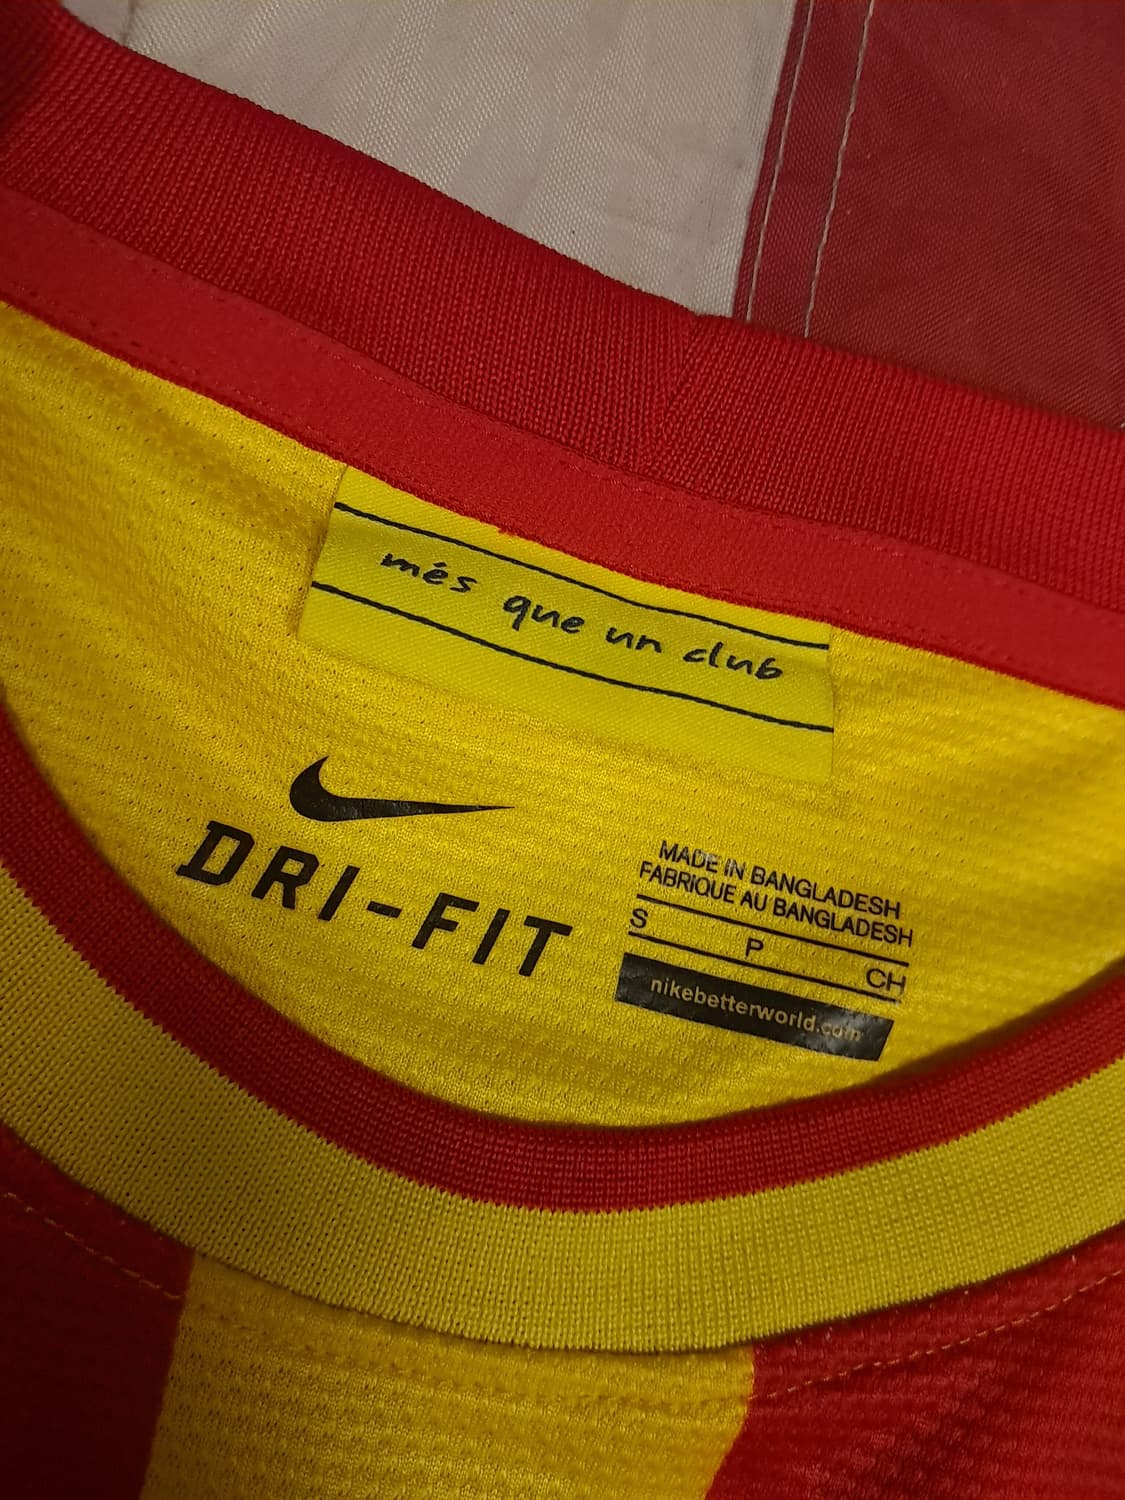 més que un club
DRI-FIT
MADE IN BANGLADESH
FABRIQUE AU BANGLADESH
S P CH
nikebetterworld.com